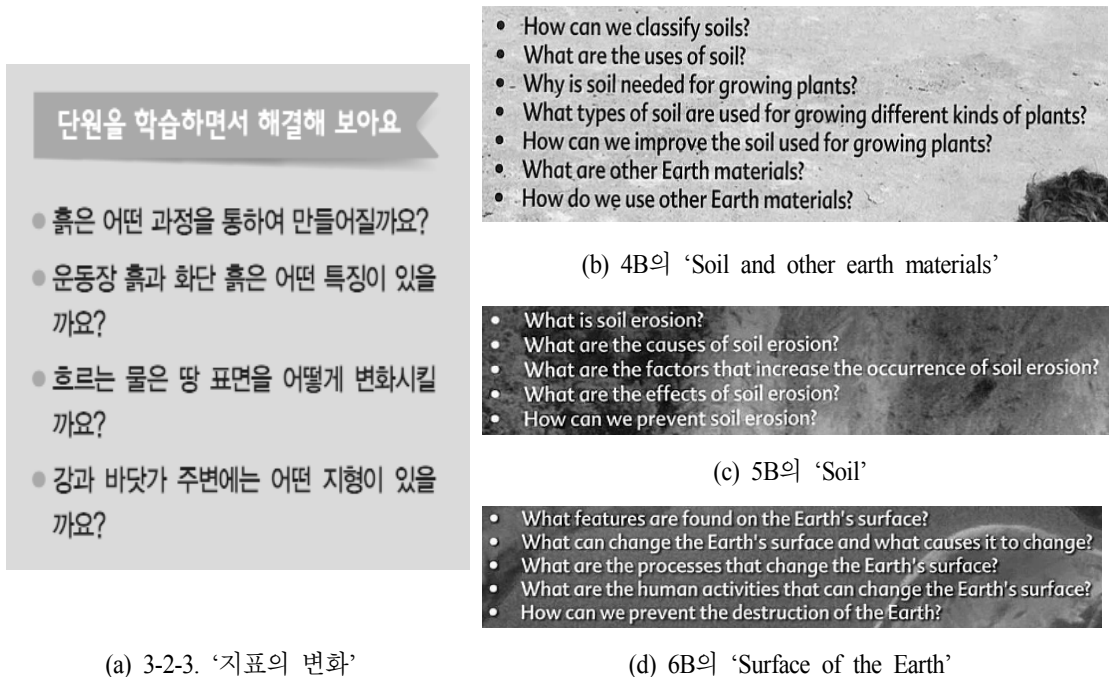 단원을 학습하면서 해결해 보아요
● 흙은 어떤 과정을 통하여 만들어질까요?
● 운동장 흙과 화단 흙은 어떤 특징이 있을
까요?
● 흐르는 물은 땅 표면을 어떻게 변화시킬
까요?
● 강과 바닷가 주변에는 어떤 지형이 있을
까요?
(a) 3-2-3. ‘지표의 변화’
• How can we classify soils?
• What are the uses of soil?
• Why is soil needed for growing plants?
• What types of soil are used for growing different kinds of plants?
• How can we improve the soil used for growing plants?
• What are other Earth materials?
• How do we use other Earth materials?
(b) 4B의 ‘Soil and other earth materials’
• What is soil erosion?
• What are the causes of soil erosion?
• What are the factors that increase the occurrence of soil erosion?
• What are the effects of soil erosion?
• How can we prevent soil erosion?
(c) 5B의 ‘Soil’
• What features are found on the Earth's surface?
• What can change the Earth's surface and what causes it to change?
• What are the processes that change the Earth's surface?
• What are the human activities that can change the Earth's surface?
• How can we prevent the destruction of the Earth?
(d) 6B의 ‘Surface of the Earth’